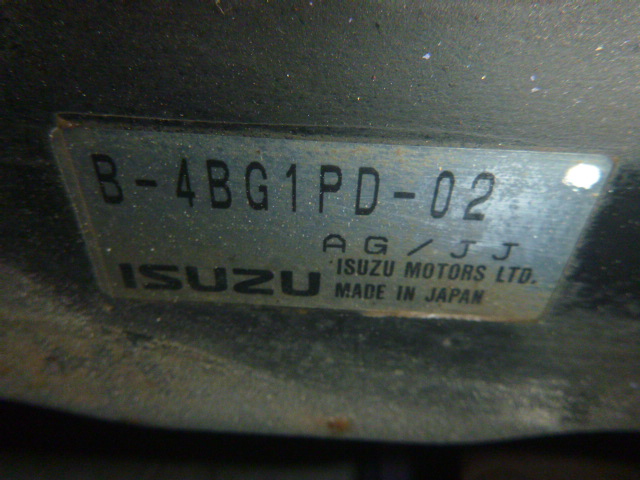 B-4BG1PD-02
AG/JJ
ISUZU
ISUZU MOTORS LTD.
MADE IN JAPAN